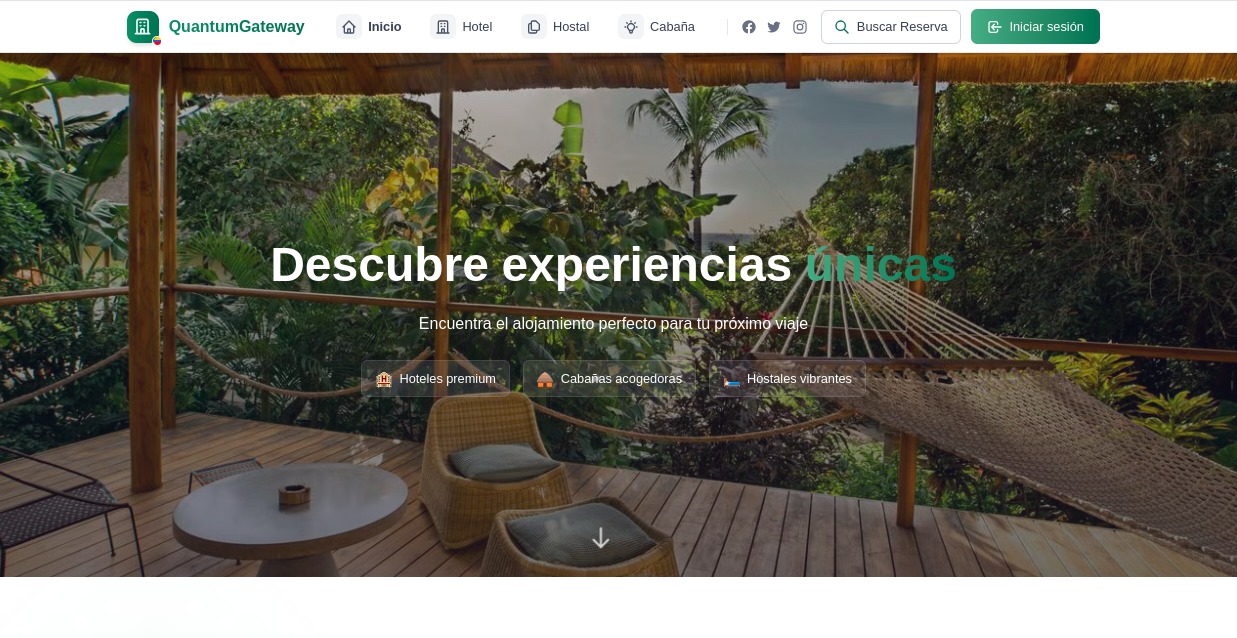 QuantumGateway
Inicio
Hotel
Hostal
Cabaña
Buscar Reserva
Iniciar sesión
Descubre experiencias únicas
Encuentra el alojamiento perfecto para tu próximo viaje
Hoteles premium
Cabañas acogedoras
Hostales vibrantes